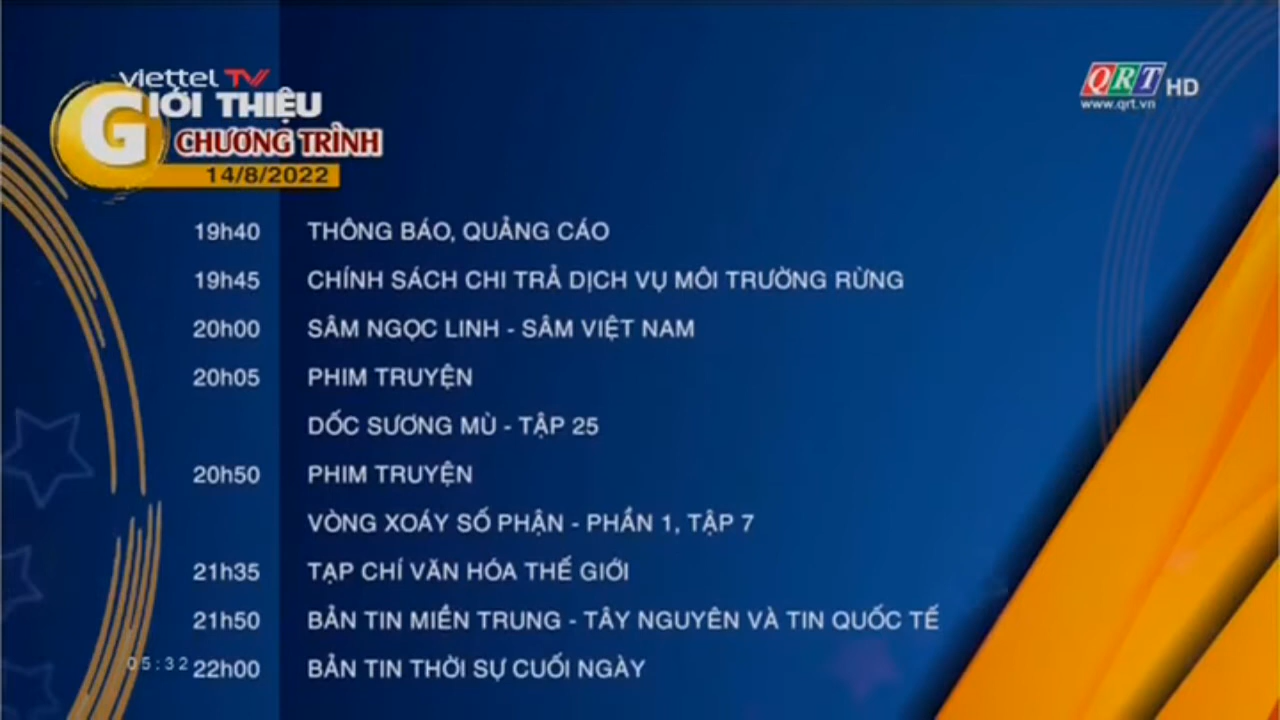 viettel TV
GIỚI THIỆU
CHƯƠNG TRÌNH
14/8/2022
QRT HD
www.qrt.vn
19h40 THÔNG BÁO, QUẢNG CÁO
19h45 CHÍNH SÁCH CHI TRẢ DỊCH VỤ MÔI TRƯỜNG RỪNG
20h00 SÂM NGỌC LINH - SÂM VIỆT NAM
20h05 PHIM TRUYỆN
DỐC SƯƠNG MÙ - TẬP 25
20h50 PHIM TRUYỆN
VÒNG XOÁY SỐ PHẬN - PHẦN 1, TẬP 7
21h35 TẠP CHÍ VĂN HÓA THẾ GIỚI
21h50 BẢN TIN MIỀN TRUNG - TÂY NGUYÊN VÀ TIN QUỐC TẾ
05:32
22h00 BẢN TIN THỜI SỰ CUỐI NGÀY